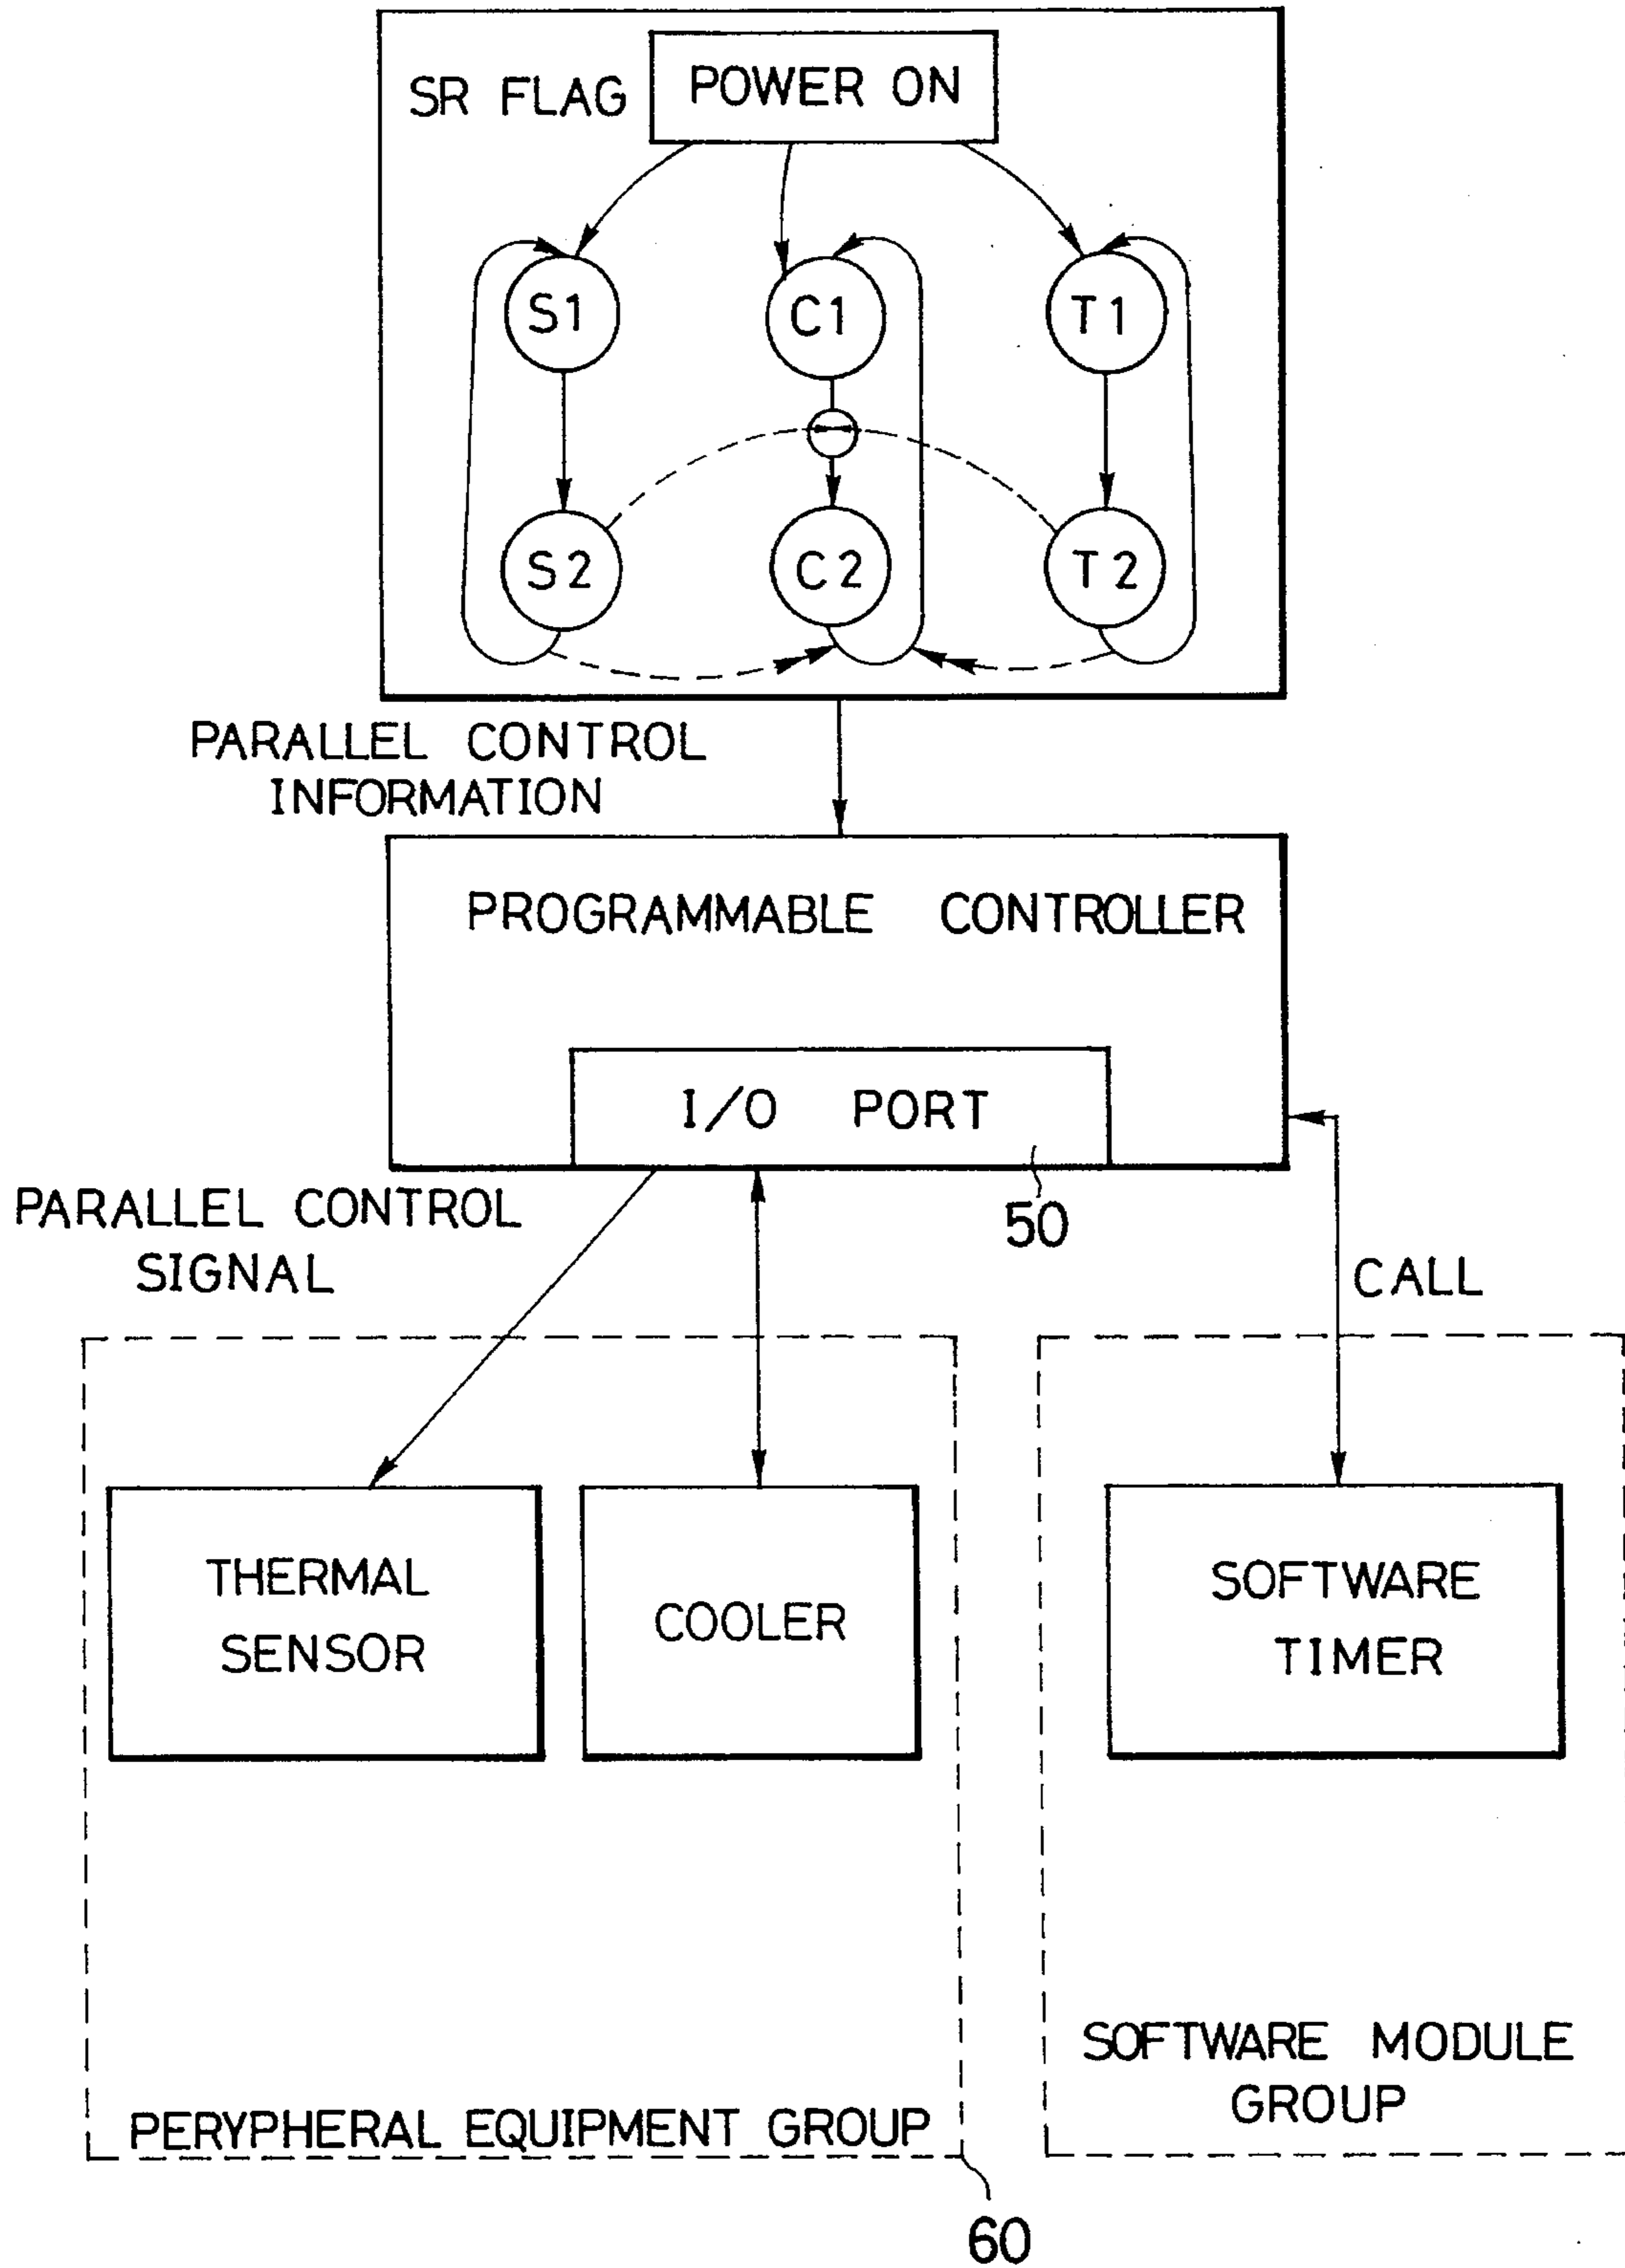 SR FLAG
POWER ON
S1
C1
T1
S2
C2
T2
PARALLEL CONTROL
INFORMATION
PROGRAMMABLE CONTROLLER
I/O PORT
50
PARALLEL CONTROL
SIGNAL
CALL
THERMAL
SENSOR
COOLER
SOFTWARE
TIMER
SOFTWARE MODULE
GROUP
PERYPHERAL EQUIPMENT GROUP
60